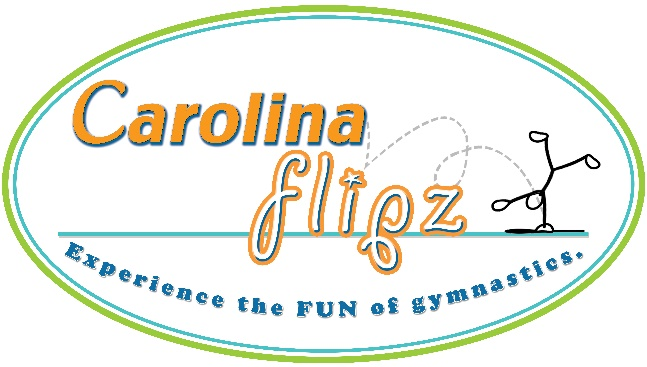 Carolina
flipz
Experience the FUN of gymnastics.